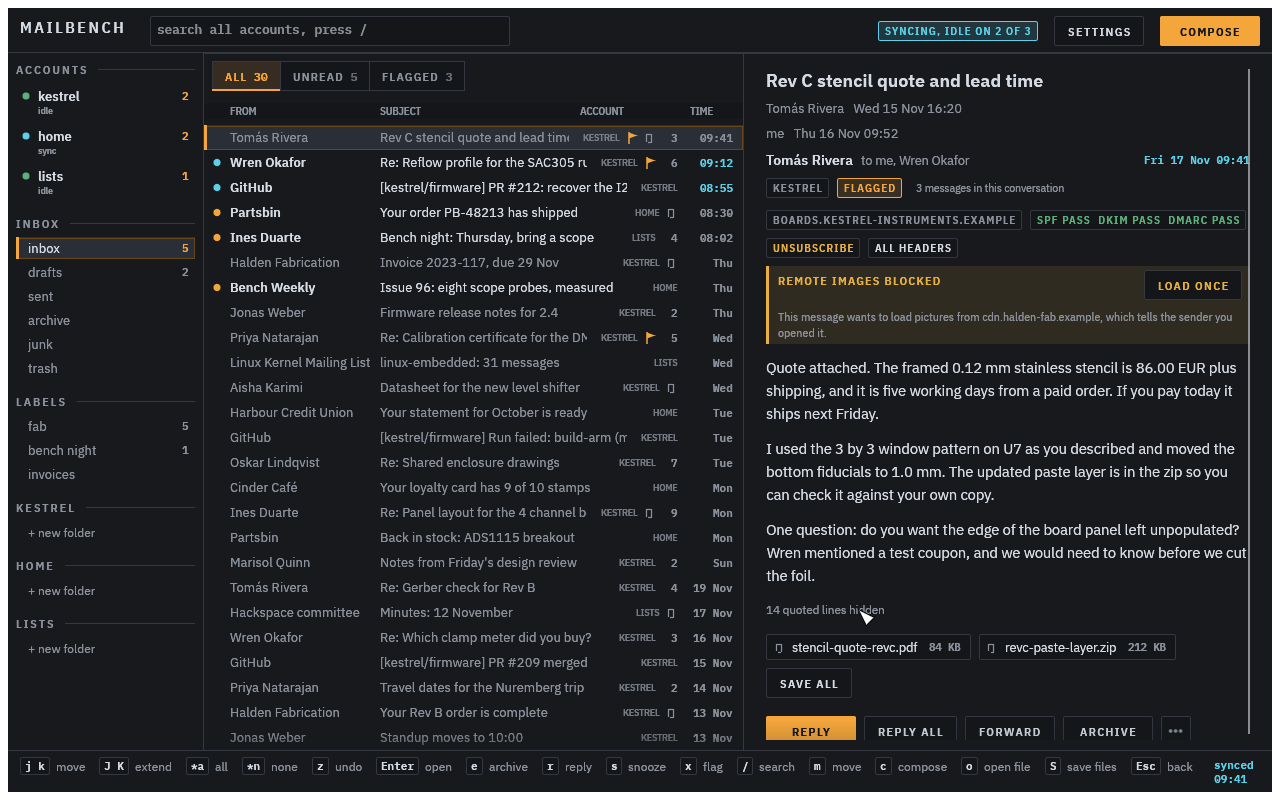 MAILBENCH
search all accounts, press /
SYNCING, IDLE ON 2 OF 3
SETTINGS
COMPOSE
ACCOUNTS
kestrel 2
idle
home 2
sync
lists 1
idle
INBOX
inbox 5
drafts 2
sent
archive
junk
trash
LABELS
fab 5
bench night 1
invoices
KESTREL
+ new folder
HOME
+ new folder
LISTS
+ new folder
ALL 30 UNREAD 5 FLAGGED 3
FROM SUBJECT ACCOUNT TIME
Tomás Rivera Rev C stencil quote and lead time KESTREL 3 09:41
Wren Okafor Re: Reflow profile for the SAC305 ru KESTREL 6 09:12
GitHub [kestrel/firmware] PR #212: recover the I2 KESTREL 08:55
Partsbin Your order PB-48213 has shipped HOME 08:30
Ines Duarte Bench night: Thursday, bring a scope LISTS 4 08:02
Halden Fabrication Invoice 2023-117, due 29 Nov KESTREL Thu
Bench Weekly Issue 96: eight scope probes, measured HOME Thu
Jonas Weber Firmware release notes for 2.4 KESTREL 2 Thu
Priya Natarajan Re: Calibration certificate for the DM KESTREL 5 Wed
Linux Kernel Mailing List linux-embedded: 31 messages LISTS Wed
Aisha Karimi Datasheet for the new level shifter KESTREL Wed
Harbour Credit Union Your statement for October is ready HOME Tue
GitHub [kestrel/firmware] Run failed: build-arm (m KESTREL Tue
Oskar Lindqvist Re: Shared enclosure drawings KESTREL 7 Tue
Cinder Café Your loyalty card has 9 of 10 stamps HOME Mon
Ines Duarte Re: Panel layout for the 4 channel b KESTREL 9 Mon
Partsbin Back in stock: ADS1115 breakout HOME Mon
Marisol Quinn Notes from Friday's design review KESTREL 2 Sun
Tomás Rivera Re: Gerber check for Rev B KESTREL 4 19 Nov
Hackspace committee Minutes: 12 November LISTS 17 Nov
Wren Okafor Re: Which clamp meter did you buy? KESTREL 3 16 Nov
GitHub [kestrel/firmware] PR #209 merged KESTREL 15 Nov
Priya Natarajan Travel dates for the Nuremberg trip KESTREL 2 14 Nov
Halden Fabrication Your Rev B order is complete KESTREL 13 Nov
Jonas Weber Standup moves to 10:00 KESTREL 13 Nov
Rev C stencil quote and lead time
Tomás Rivera Wed 15 Nov 16:20
me Thu 16 Nov 09:52
Tomás Rivera to me, Wren Okafor Fri 17 Nov 09:41
KESTREL FLAGGED 3 messages in this conversation
BOARDS.KESTREL-INSTRUMENTS.EXAMPLE SPF PASS DKIM PASS DMARC PASS
UNSUBSCRIBE ALL HEADERS
REMOTE IMAGES BLOCKED
LOAD ONCE
This message wants to load pictures from cdn.halden-fab.example, which tells the sender you
opened it.
Quote attached. The framed 0.12 mm stainless stencil is 86.00 EUR plus
shipping, and it is five working days from a paid order. If you pay today it
ships next Friday.
I used the 3 by 3 window pattern on U7 as you described and moved the
bottom fiducials to 1.0 mm. The updated paste layer is in the zip so you
can check it against your own copy.
One question: do you want the edge of the board panel left unpopulated?
Wren mentioned a test coupon, and we would need to know before we cut
the foil.
14 quoted lines hidden
stencil-quote-revc.pdf 84 KB revc-paste-layer.zip 212 KB
SAVE ALL
REPLY REPLY ALL FORWARD ARCHIVE •••
j k move J K extend *a all *n none z undo Enter open e archive r reply s snooze x flag / search m move c compose o open file S save files Esc back synced
09:41